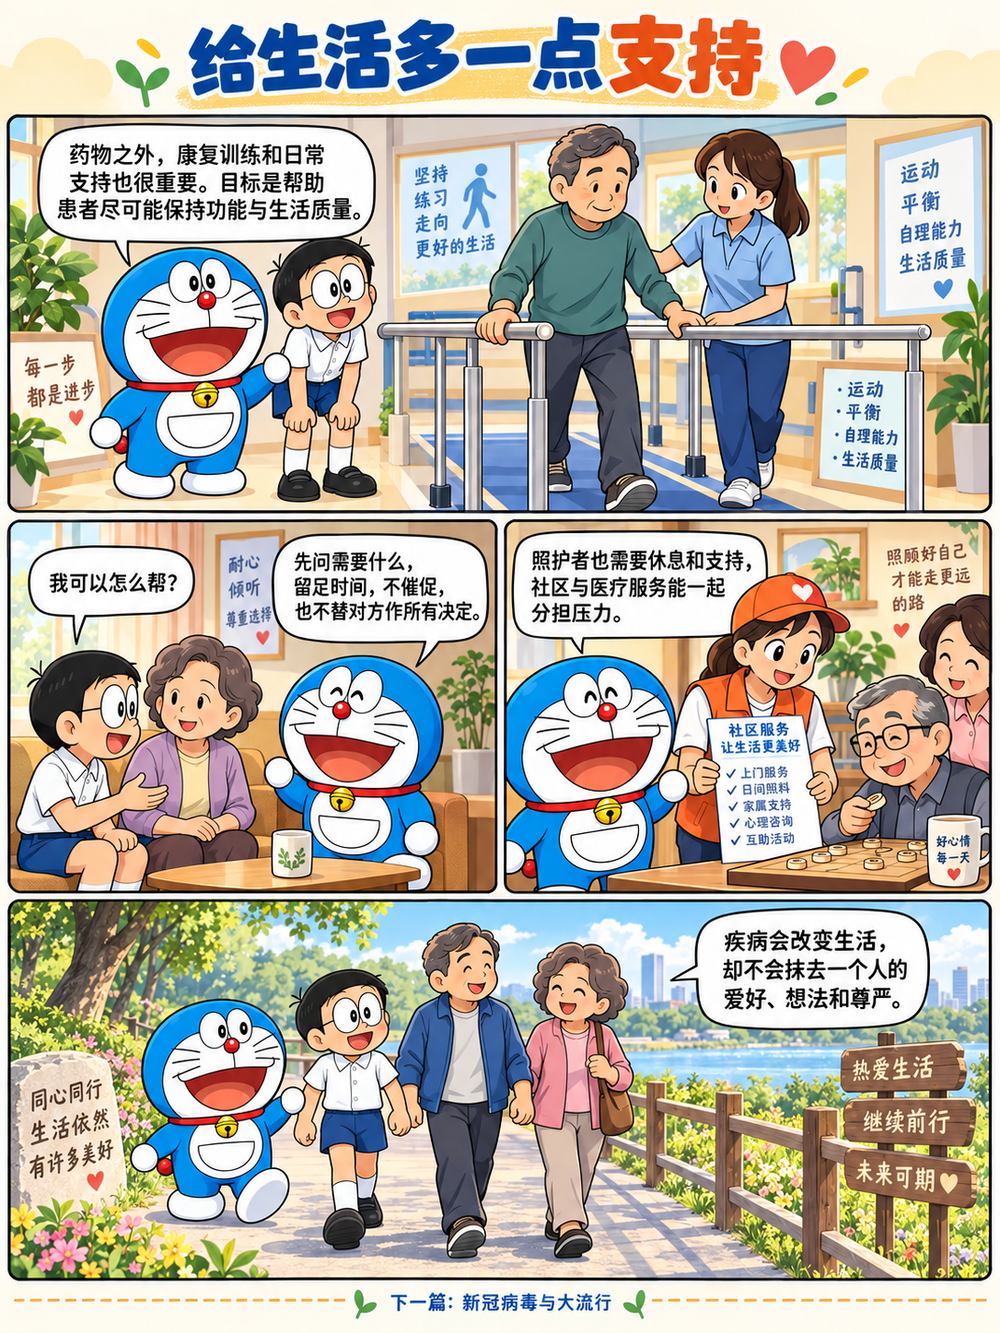 给生活多一点支持
药物之外，康复训练和日常
支持也很重要。目标是帮助
患者尽可能保持功能与生活质量。
坚持
练习
走向
更好的生活
运动
平衡
自理能力
生活质量
每一步
都是进步
·运动
·平衡
·自理能力
·生活质量
我可以怎么帮？
耐心
倾听
尊重选择
先问需要什么，
留足时间，不催促，
也不替对方作所有决定。
照护者也需要休息和支持，
社区与医疗服务能一起
分担压力。
照顾好自己
才能走更远
的路
社区服务
让生活更美好
✓上门服务
✓日间照料
✓家属支持
✓心理咨询
✓互助活动
好心情
每一天
疾病会改变生活，
却不会抹去一个人的
爱好、想法和尊严。
同心同行
生活依然
有许多美好
热爱生活
继续前行
未来可期
下一篇：新冠病毒与大流行